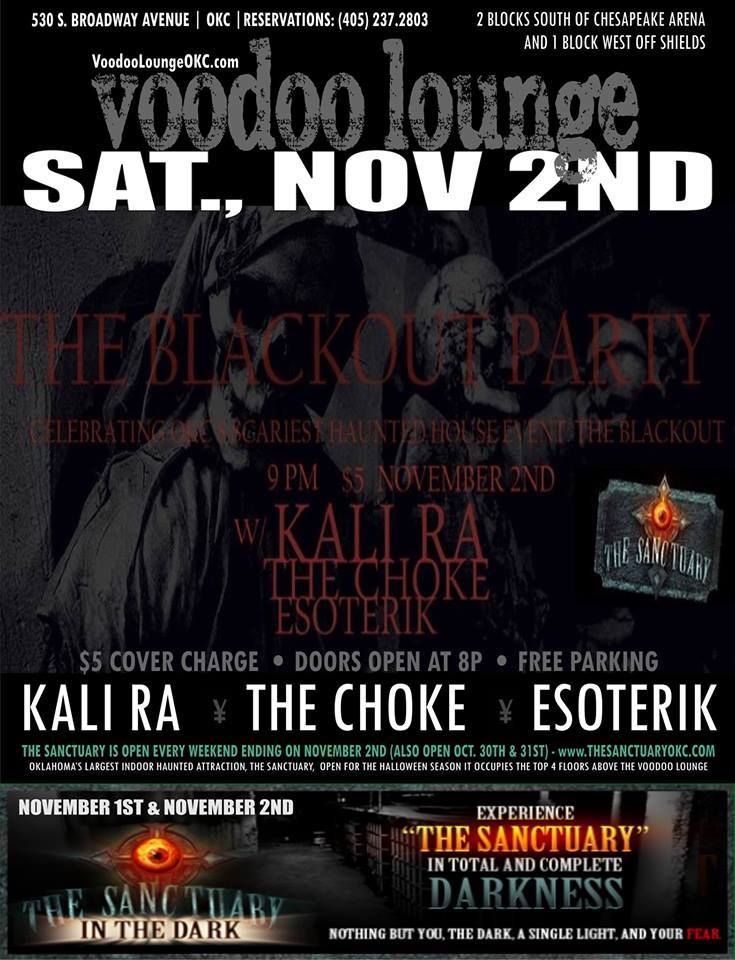 530 S. BROADWAY AVENUE | OKC | RESERVATIONS: (405) 237.2803
2 BLOCKS SOUTH OF CHESAPEAKE ARENA
AND 1 BLOCK WEST OFF SHIELDS
VoodooLoungeOKC.com
voodoo lounge
SAT., NOV 2ND
THE BLACKOUT PARTY
CELEBRATING OKC'S SCARIEST HAUNTED HOUSE EVENT THE BLACKOUT
9 PM $5 NOVEMBER 2ND
W/ KALI RA
THE CHOKE
ESOTERIK
THE SANCTUARY
$5 COVER CHARGE • DOORS OPEN AT 8P • FREE PARKING
KALI RA ¥ THE CHOKE ¥ ESOTERIK
THE SANCTUARY IS OPEN EVERY WEEKEND ENDING ON NOVEMBER 2ND (ALSO OPEN OCT. 30TH & 31ST) - www.THESANCTUARYOKC.COM
OKLAHOMA'S LARGEST INDOOR HAUNTED ATTRACTION, THE SANCTUARY, OPEN FOR THE HALLOWEEN SEASON IT OCCUPIES THE TOP 4 FLOORS ABOVE THE VOODOO LOUNGE
NOVEMBER 1ST & NOVEMBER 2ND
THE SANCTUARY
IN THE DARK
EXPERIENCE
"THE SANCTUARY"
IN TOTAL AND COMPLETE
DARKNESS
NOTHING BUT YOU, THE DARK, A SINGLE LIGHT, AND YOUR FEAR.